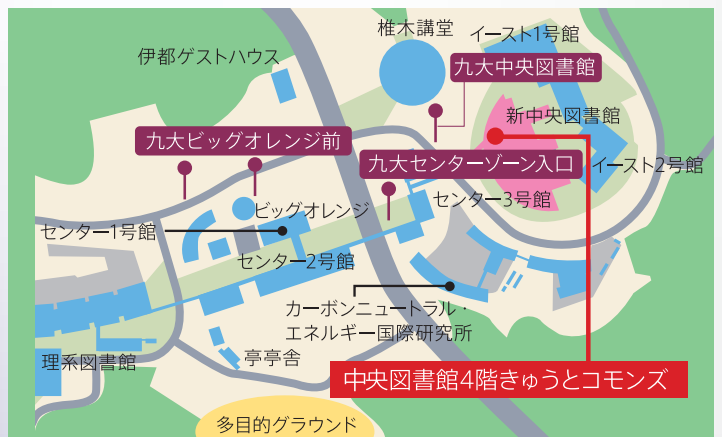 椎木講堂
イースト1号館
伊都ゲストハウス
九大中央図書館
新中央図書館
九大ビッグオレンジ前
九大センターゾーン入口
イースト2号館
センター3号館
ビッグオレンジ
センター1号館
センター2号館
カーボンニュートラル・
エネルギー国際研究所
理系図書館
亭亭舎
中央図書館4階きゅうとコモンズ
多目的グラウンド